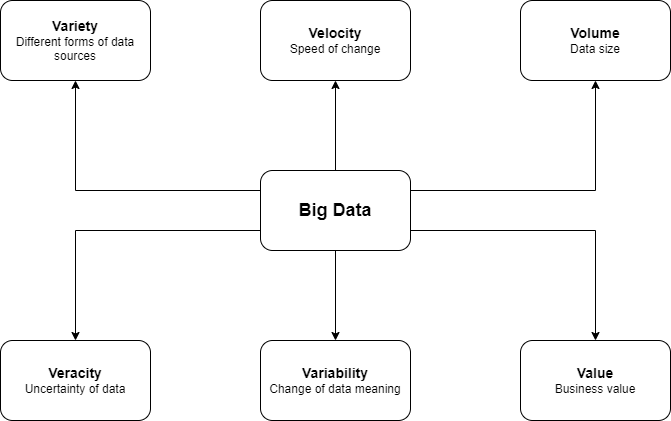 Variety
Different forms of data
sources
Velocity
Speed of change
Volume
Data size
Big Data
Veracity
Uncertainty of data
Variability
Change of data meaning
Value
Business value